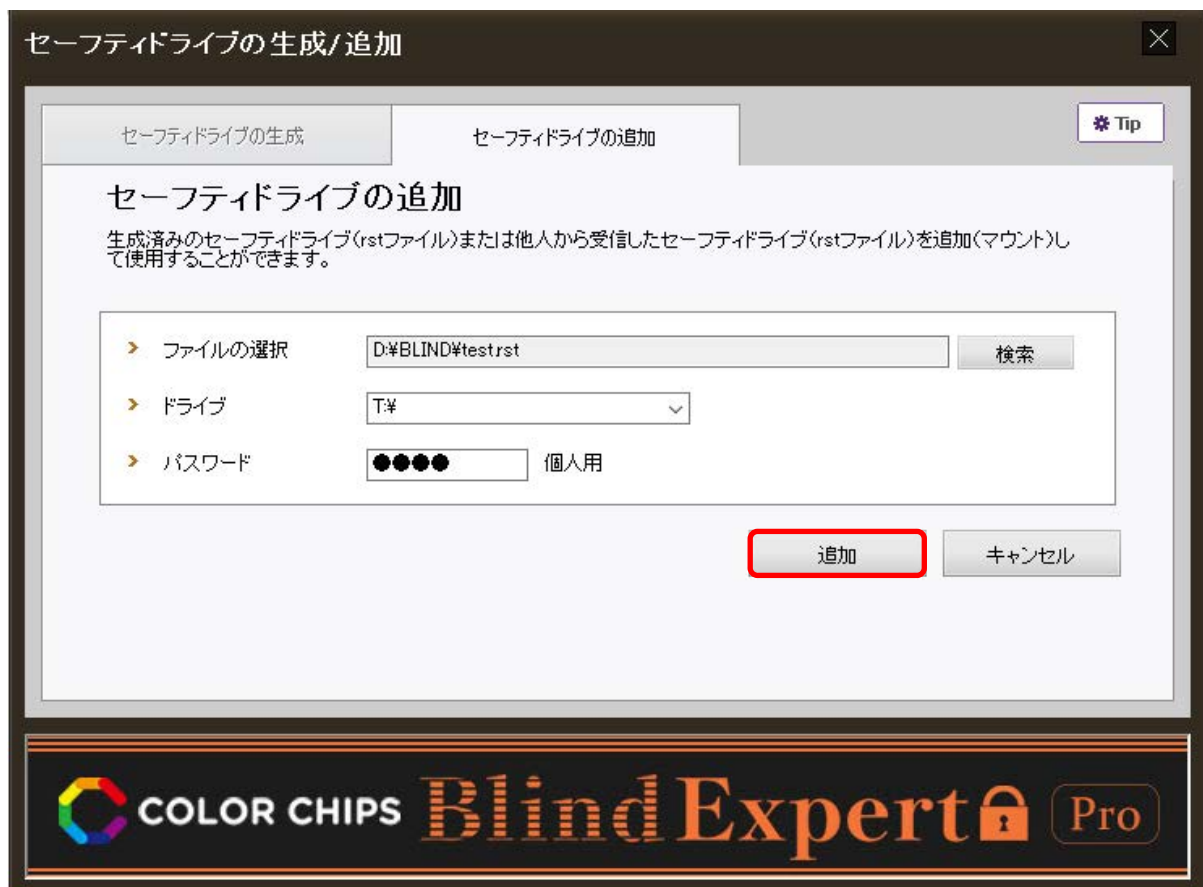 セーフティドライブの生成/追加
セーフティドライブの生成
セーフティドライブの追加
Tip
セーフティドライブの追加
生成済みのセーフティドライブ(rstファイル)または他人から受信したセーフティドライブ(rstファイル)を追加(マウント)し
て使用することができます。
ファイルの選択
D:¥BLIND¥test.rst
検索
ドライブ
T:¥
パスワード
●●●●
個人用
追加
キャンセル
COLOR CHIPS Blind Expert Pro